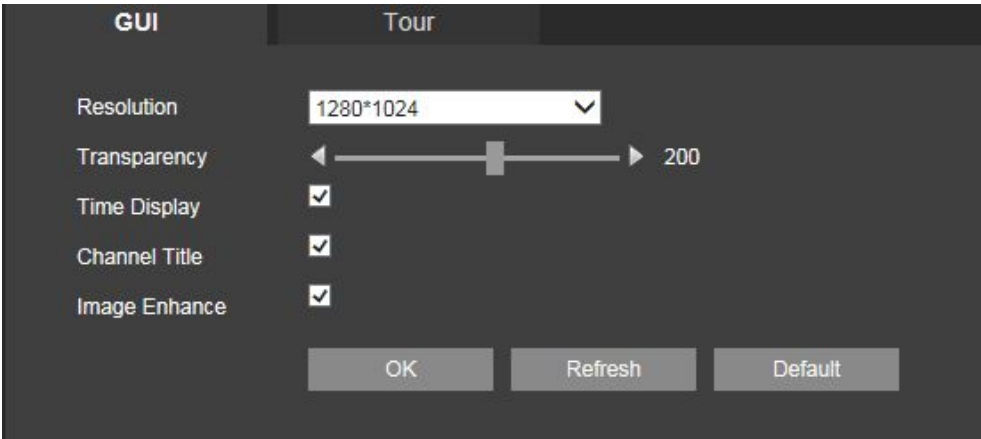 GUI Tour
Resolution 1280*1024
Transparency 200
Time Display
Channel Title
Image Enhance
OK Refresh Default